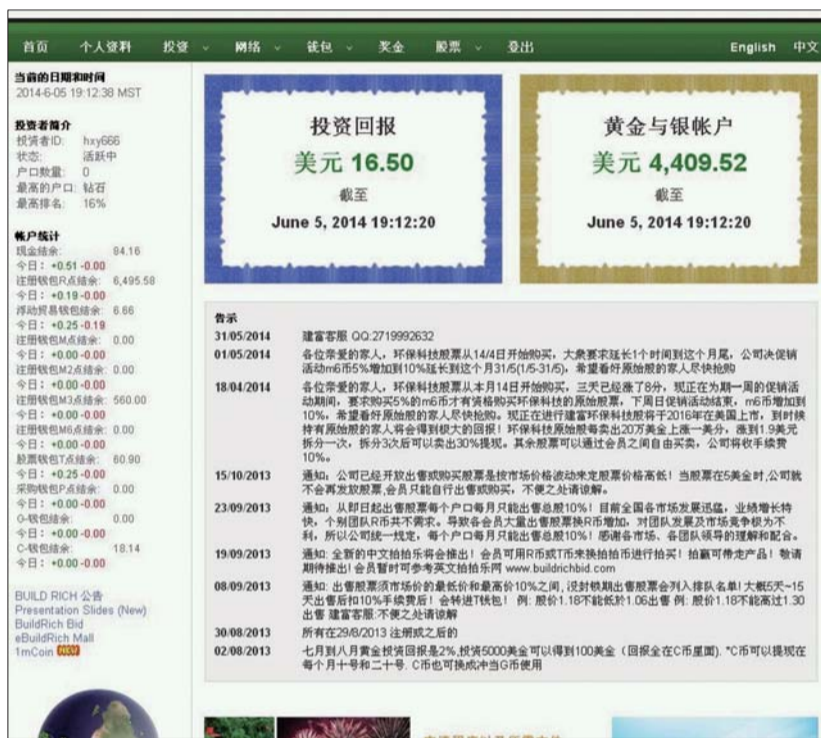 首页 个人资料 投资 网络 钱包 奖金 股票 登出 English 中文
当前的日期和时间
2014-6-05 19:12:38 MST
投资者简介
投资者ID: hxy666
状态: 活跃中
户口数量: 0
最高的户口: 钻石
最高排名: 16%
帐户统计
现金结余: 84.16
今日: +0.51 -0.00
注册钱包R点结余: 6,495.58
今日: +0.19 -0.00
浮动贸易钱包结余: 6.66
今日: +0.25 -0.19
注册钱包M点结余: 0.00
今日: +0.00 -0.00
注册钱包M2点结余: 0.00
今日: +0.00 -0.00
注册钱包M3点结余: 560.00
今日: +0.00 -0.00
注册钱包M6点结余: 0.00
今日: +0.00 -0.00
股票钱包T点结余: 60.90
今日: +0.25 -0.00
采购钱包P点结余: 0.00
今日: +0.00 -0.00
G-钱包结余: 0.00
今日: +0.00 -0.00
C-钱包结余: 18.14
今日: +0.00 -0.00
BUILD RICH 公告
Presentation Slides (New)
BuildRich Bid
eBuildRich Mall
1mCoin NEW
投资回报
美元 16.50
截至
June 5, 2014 19:12:20
黄金与银帐户
美元 4,409.52
截至
June 5, 2014 19:12:20
告示
31/05/2014 建富客服 QQ:2719992632
01/05/2014 各位亲爱的家人，环保科技股票从14/4日开始购买，大众要求延长1个时间到这个月尾，公司决促销
活动m6币5%增加到10%延长到这个月31/5(1/5-31/5)，希望看好原始股的家人尽快抢购
18/04/2014 各位亲爱的家人，环保科技股票从本月14日开始购买，三天已经涨了8分，现正在为期一周的促销活
动期间，要求购买5%的m6币才有资格购买环保科技的原始股票，下周日促销活动结束，m6币增加到
10%，希望看好原始股的家人尽快抢购。现正在进行建富环保科技股将于2016年在美国上市，到时候
持有原始股的家人将会得到极大的回报！环保科技原始股每卖出20万美金上涨一美分，涨到1.9美元
拆分一次，拆分3次后可以卖出30%提现。其余股票可以通过会员之间自由买卖，公司将收手续费
10%。
15/10/2013 通知：公司已经开放出售或购买股票是按市场价格波动来定股票价格高低！当股票在5美金时,公司就
不会再发放股票,会员只能自行出售或购买，不便之处请谅解。
23/09/2013 通知：从即日起出售股票每个户口每月只能出售总股10%！目前全国各市场发展迅猛，业绩增长特
快，个别团队R币共不需求。导致各会员大量出售股票换R币增加，对团队发展及市场竞争极为不
利，所以公司统一规定，每个户口每月只能出售总股10%！感谢各市场、各团队领导的理解和配合。
19/09/2013 通知: 全新的中文拍拍乐将会推出！会员可用R币或T币来换拍拍币进行拍买！拍赢可带走产品！敬请
期待推出!会员暂时可参考英文拍拍乐网 www.buildrichbid.com
08/09/2013 通知: 出售股票须市场价的最低价和最高价10%之间，没封锁期出售股票会列入排队名单!大概5天~15
天出售后扣10%手续费后！会转进T钱包！ 例: 股价1.18不能低於1.06出售 例: 股价1.18不能高过1.30
出售 建富客服:不便之处请谅解
30/08/2013 所有在29/8/2013 注册或之后的
02/08/2013 七月到八月黄金投资回报是2%,投资5000美金可以得到100美金（回报全在C币里面). *C币可以提现在
每个月十号和二十号. C币也可换成冲当G币使用